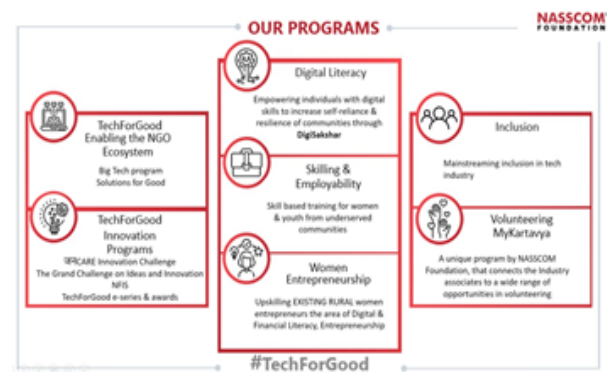 OUR PROGRAMS
NASSCOM
FOUNDATION
TechForGood
Enabling the NGO
Ecosystem
Big Tech program
Solutions for Good
TechForGood
Innovation
Programs
CARE Innovation Challenge
The Grand Challenge on Ideas and Innovation
NFIS
TechForGood e-series & awards
Digital Literacy
Empowering individuals with digital
skills to increase self-reliance &
resilience of communities through
DigiSakshar
Skilling &
Employability
Skill based training for women
& youth from underserved
communities
Women
Entrepreneurship
Upskilling EXISTING RURAL women
entrepreneurs the area of Digital &
Financial Literacy, Entrepreneurship
Inclusion
Mainstreaming inclusion in tech
industry
Volunteering
MyKartavya
A unique program by NASSCOM
Foundation, that connects the Industry
associates to a wide range of
opportunities in volunteering
#TechForGood